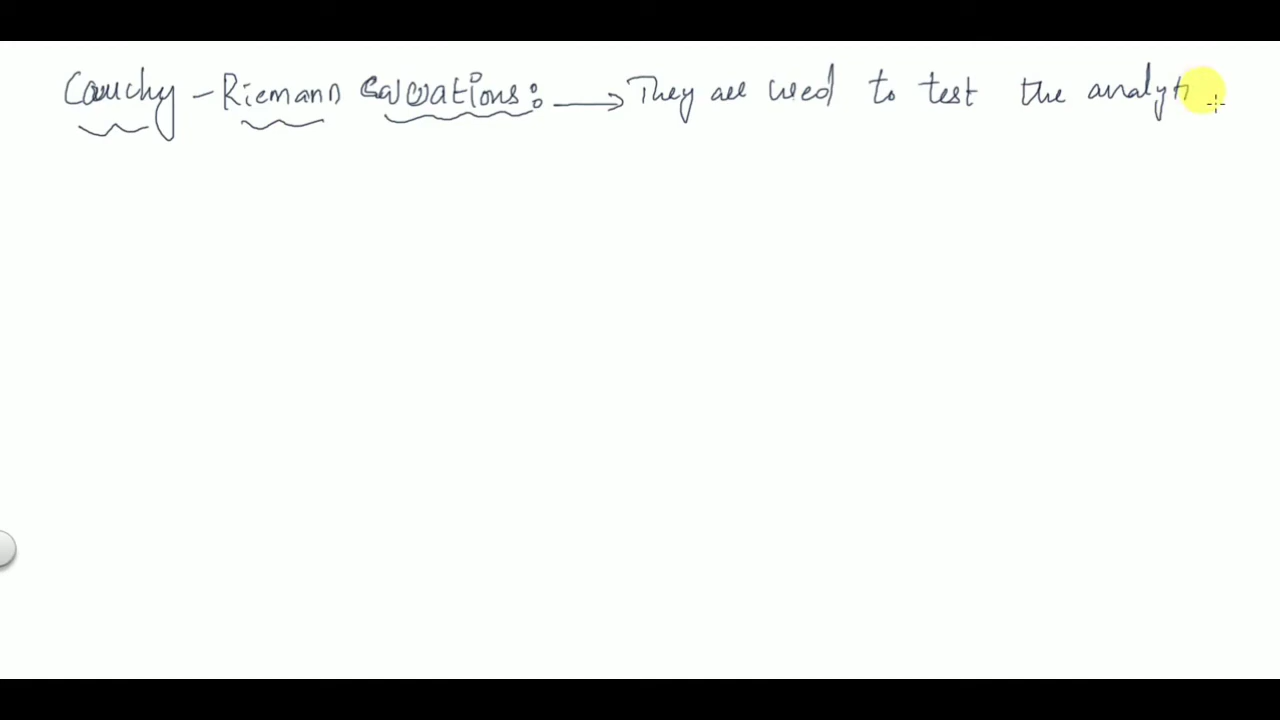 Cauchy - Riemann Equations: → They are used to test the analyti